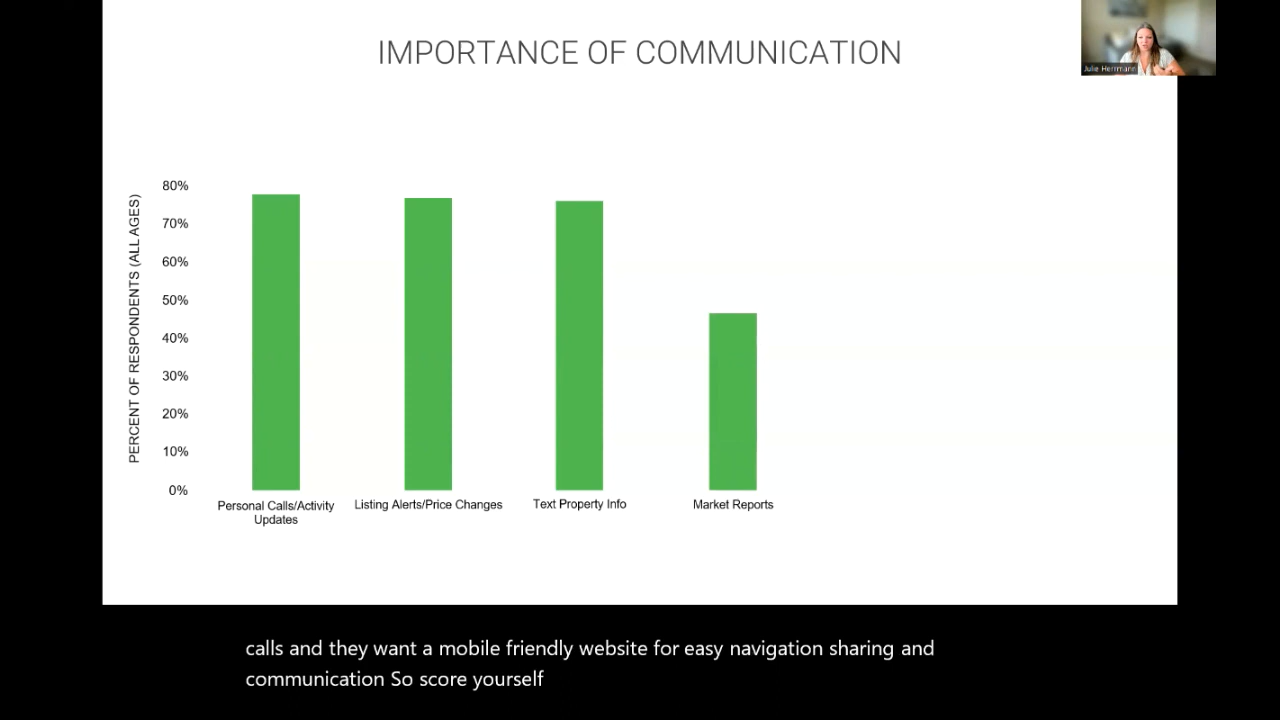 IMPORTANCE OF COMMUNICATION
Julie Herrmann
PERCENT OF RESPONDENTS (ALL AGES)
80%
70%
60%
50%
40%
30%
20%
10%
0%
Personal Calls/Activity
Updates
Listing Alerts/Price Changes
Text Property Info
Market Reports
calls and they want a mobile friendly website for easy navigation sharing and
communication So score yourself